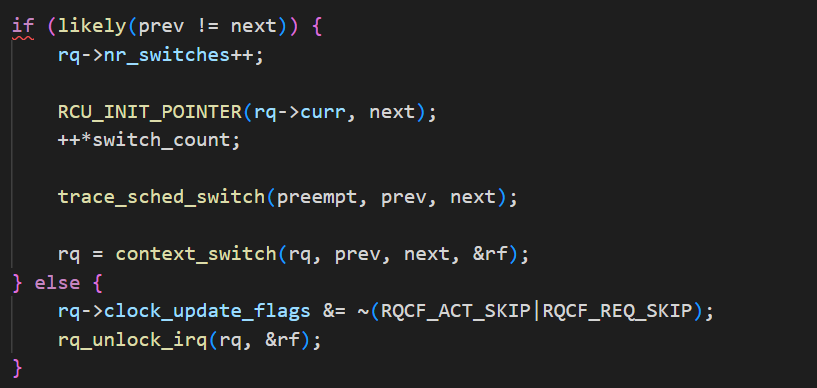 if (likely(prev != next)) {
    rq->nr_switches++;

    RCU_INIT_POINTER(rq->curr, next);
    ++*switch_count;

    trace_sched_switch(preempt, prev, next);

    rq = context_switch(rq, prev, next, &rf);
} else {
    rq->clock_update_flags &= ~(RQCF_ACT_SKIP|RQCF_REQ_SKIP);
    rq_unlock_irq(rq, &rf);
}